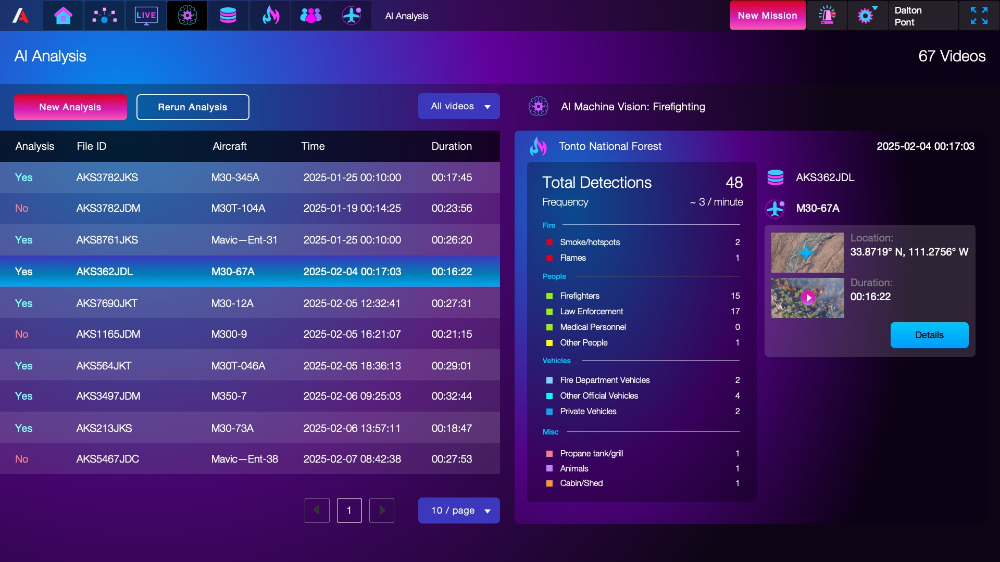 LIVE
AI Analysis
New Mission
Dalton
Pont
AI Analysis
67 Videos
New Analysis
Rerun Analysis
All videos
AI Machine Vision: Firefighting
Analysis File ID Aircraft Time Duration
Yes AKS3782JKS M30-345A 2025-01-25 00:10:00 00:17:45
No AKS3782JDM M30T-104A 2025-01-19 00:14:25 00:23:56
Yes AKS8761JKS Mavic—Ent-31 2025-01-25 00:10:00 00:26:20
Yes AKS362JDL M30-67A 2025-02-04 00:17:03 00:16:22
Yes AKS7690JKT M30-12A 2025-02-05 12:32:41 00:27:31
No AKS1165JDM M300-9 2025-02-05 16:21:07 00:21:15
Yes AKS564JKT M30T-046A 2025-02-05 18:36:13 00:29:01
Yes AKS3497JDM M350-7 2025-02-06 09:25:03 00:32:44
Yes AKS213JKS M30-73A 2025-02-06 13:57:11 00:18:47
No AKS5467JDC Mavic—Ent-38 2025-02-07 08:42:38 00:27:53
1
10 / page
Tonto National Forest
2025-02-04 00:17:03
Total Detections 48
Frequency ~ 3 / minute
Fire
Smoke/hotspots 2
Flames 1
People
Firefighters 15
Law Enforcement 17
Medical Personnel 0
Other People 1
Vehicles
Fire Department Vehicles 2
Other Official Vehicles 4
Private Vehicles 2
Misc
Propane tank/grill 1
Animals 1
Cabin/Shed 1
AKS362JDL
M30-67A
Location:
33.8719° N, 111.2756° W
Duration:
00:16:22
Details